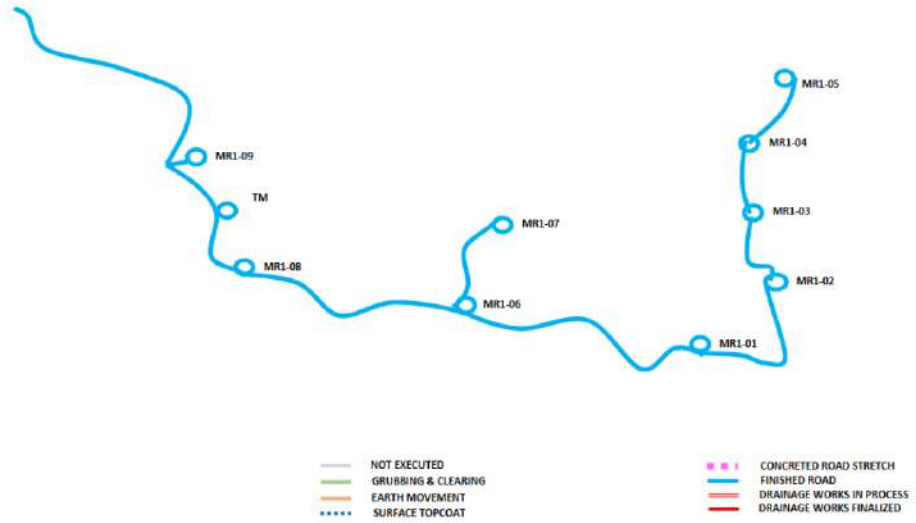 MR1-05
MR1-04
MR1-09
TM
MR1-03
MR1-07
MR1-08
MR1-02
MR1-06
MR1-01
NOT EXECUTED
GRUBBING & CLEARING
EARTH MOVEMENT
SURFACE TOPCOAT
CONCRETED ROAD STRETCH
FINISHED ROAD
DRAINAGE WORKS IN PROCESS
DRAINAGE WORKS FINALIZED